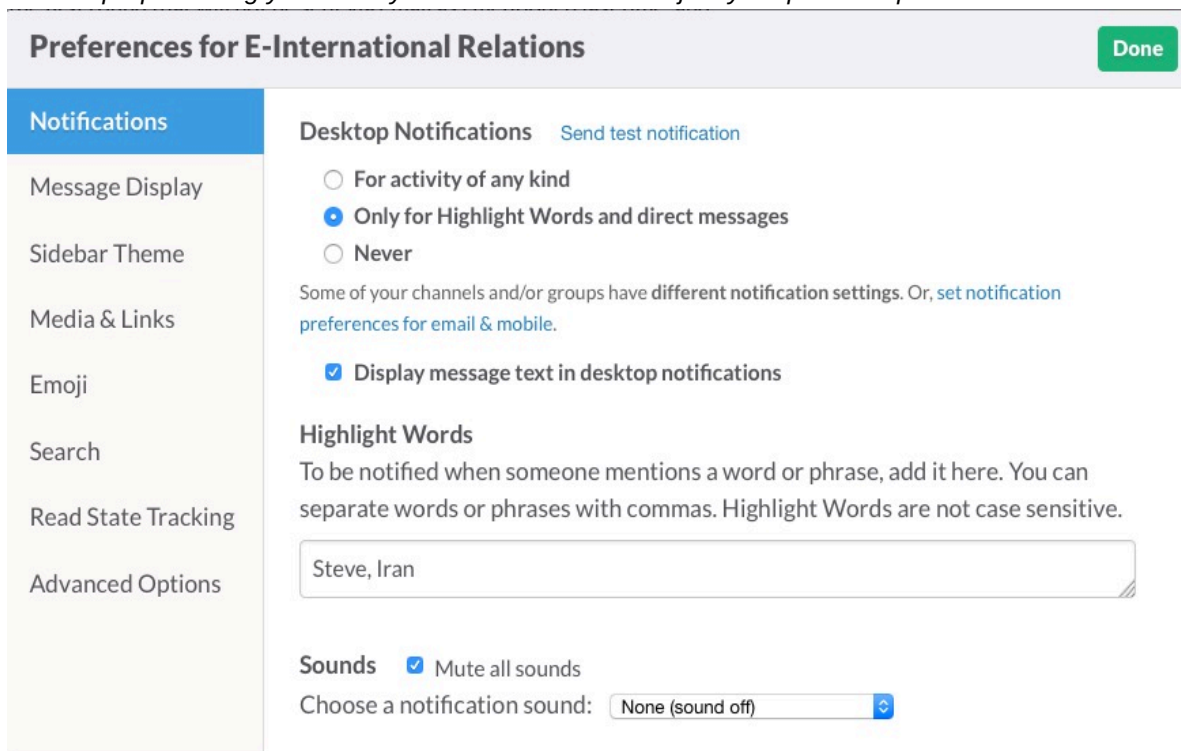 Preferences for E-International Relations
Done
Notifications
Message Display
Sidebar Theme
Media & Links
Emoji
Search
Read State Tracking
Advanced Options
Desktop Notifications Send test notification
For activity of any kind
Only for Highlight Words and direct messages
Never
Some of your channels and/or groups have different notification settings. Or, set notification
preferences for email & mobile.
Display message text in desktop notifications
Highlight Words
To be notified when someone mentions a word or phrase, add it here. You can
separate words or phrases with commas. Highlight Words are not case sensitive.
Steve, Iran
Sounds Mute all sounds
Choose a notification sound: None (sound off)